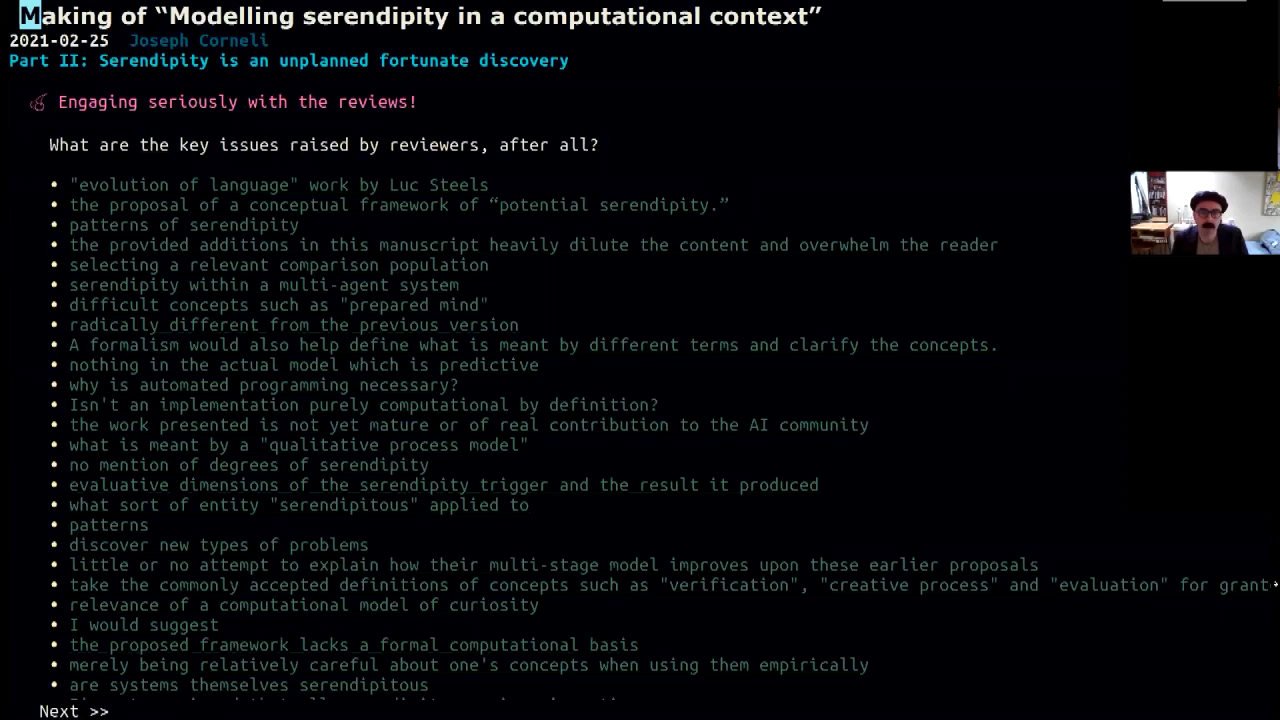 Making of “Modelling serendipity in a computational context”
2021-02-25 Joseph Corneli
Part II: Serendipity is an unplanned fortunate discovery
Engaging seriously with the reviews!
What are the key issues raised by reviewers, after all?
• "evolution of language" work by Luc Steels
• the proposal of a conceptual framework of “potential serendipity.”
• patterns of serendipity
• the provided additions in this manuscript heavily dilute the content and overwhelm the reader
• selecting a relevant comparison population
• serendipity within a multi-agent system
• difficult concepts such as "prepared mind"
• radically different from the previous version
• A formalism would also help define what is meant by different terms and clarify the concepts.
• nothing in the actual model which is predictive
• why is automated programming necessary?
• Isn't an implementation purely computational by definition?
• the work presented is not yet mature or of real contribution to the AI community
• what is meant by a "qualitative process model"
• no mention of degrees of serendipity
• evaluative dimensions of the serendipity trigger and the result it produced
• what sort of entity "serendipitous" applied to
• patterns
• discover new types of problems
• little or no attempt to explain how their multi-stage model improves upon these earlier proposals
• take the commonly accepted definitions of concepts such as "verification", "creative process" and "evaluation" for grant
• relevance of a computational model of curiosity
• I would suggest
• the proposed framework lacks a formal computational basis
• merely being relatively careful about one's concepts when using them empirically
• are systems themselves serendipitous
Next >>